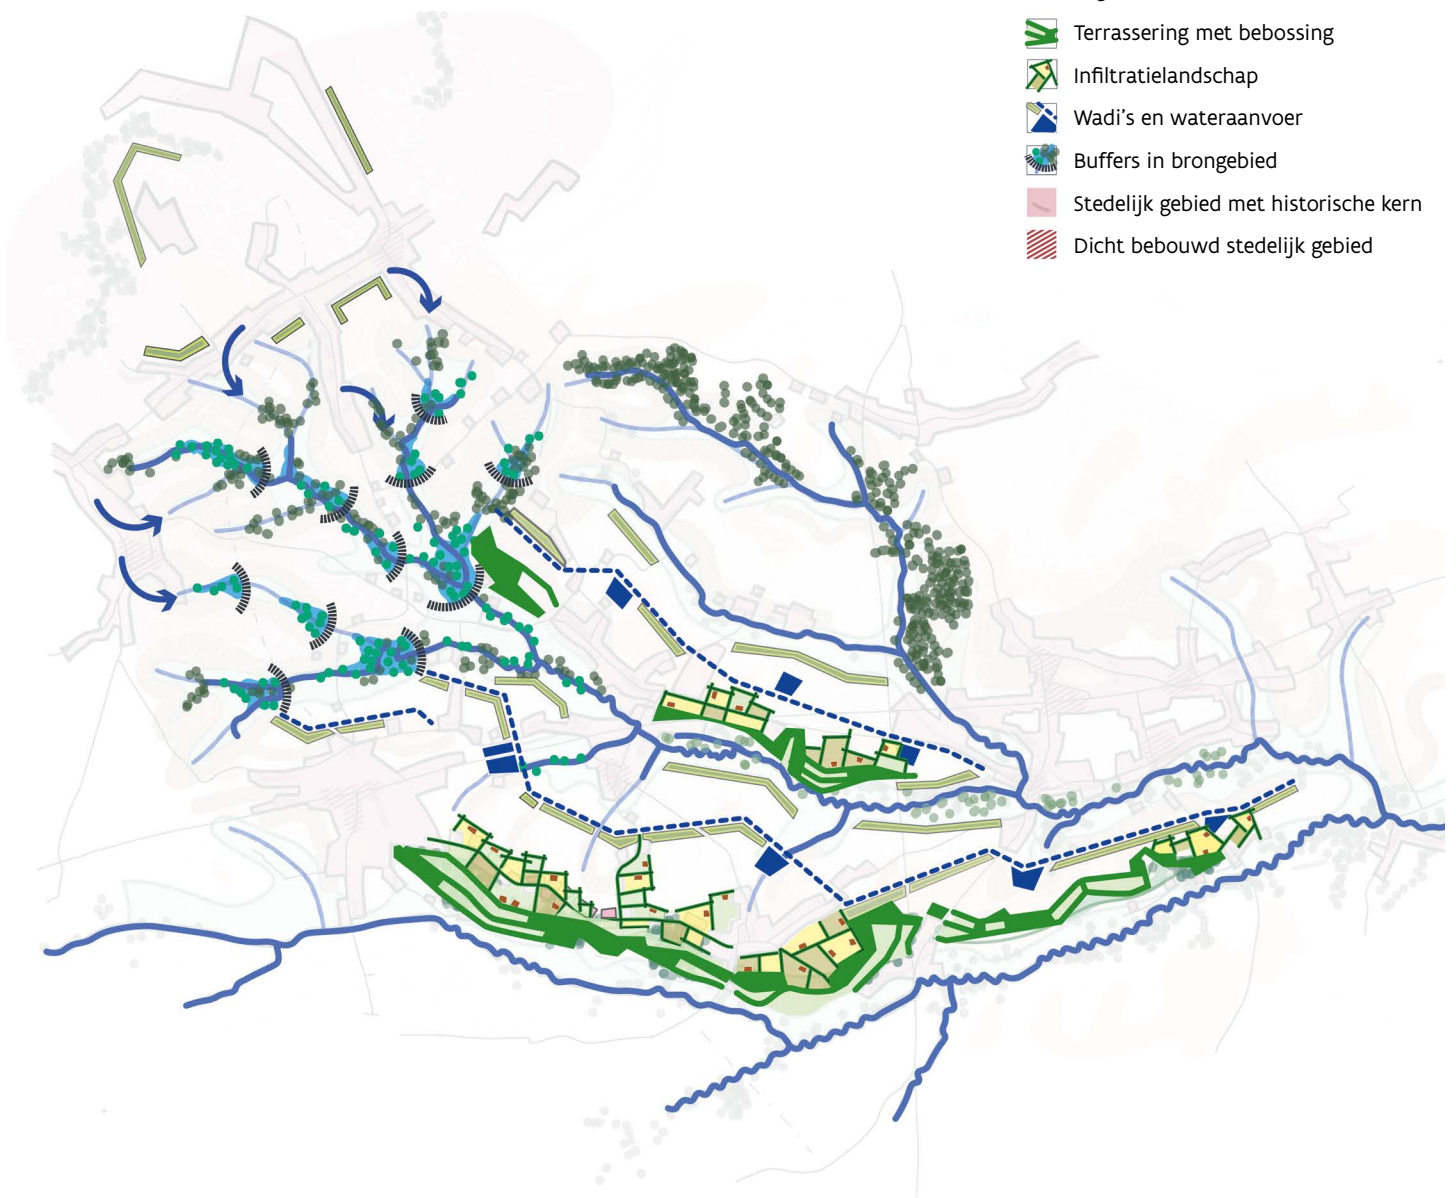 Terrassering met bebossing
Infiltratielandschap
Wadi's en wateraanvoer
Buffers in brongebied
Stedelijk gebied met historische kern
Dicht bebouwd stedelijk gebied